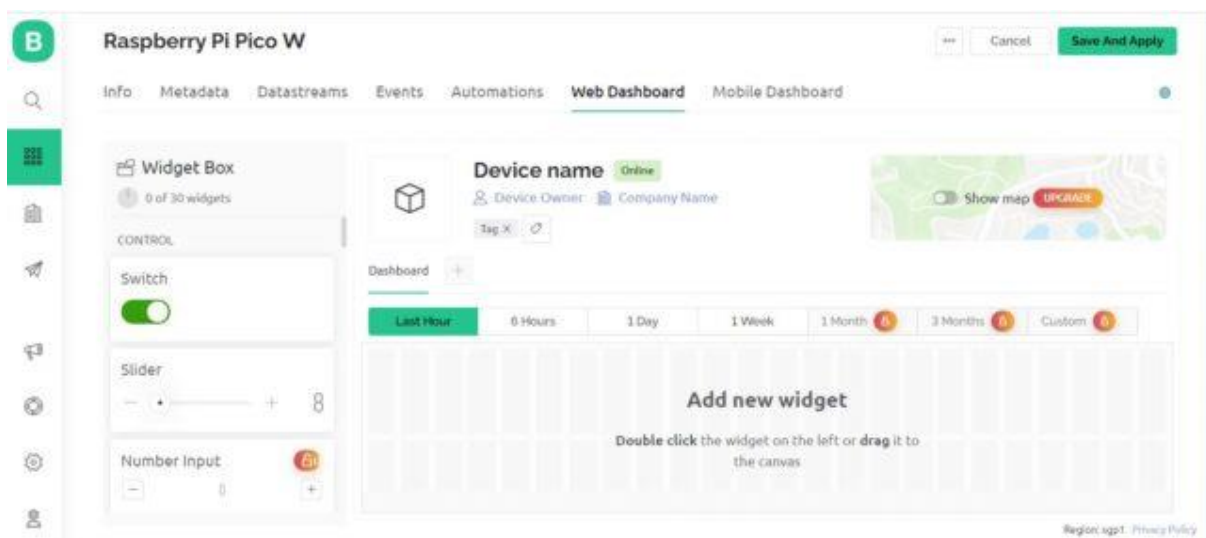 B
Raspberry Pi Pico W
Cancel
Save And Apply
Info Metadata Datastreams Events Automations Web Dashboard Mobile Dashboard
Widget Box
0 of 30 widgets
CONTROL
Switch
Slider
8
Number Input
0
Device name Online
Device Owner Company Name
Tag X
Show map UPGRADE
Dashboard +
Last Hour 6 Hours 1 Day 1 Week 1 Month 3 Months Custom
Add new widget
Double click the widget on the left or drag it to
the canvas
Region: sgp1 Privacy Policy